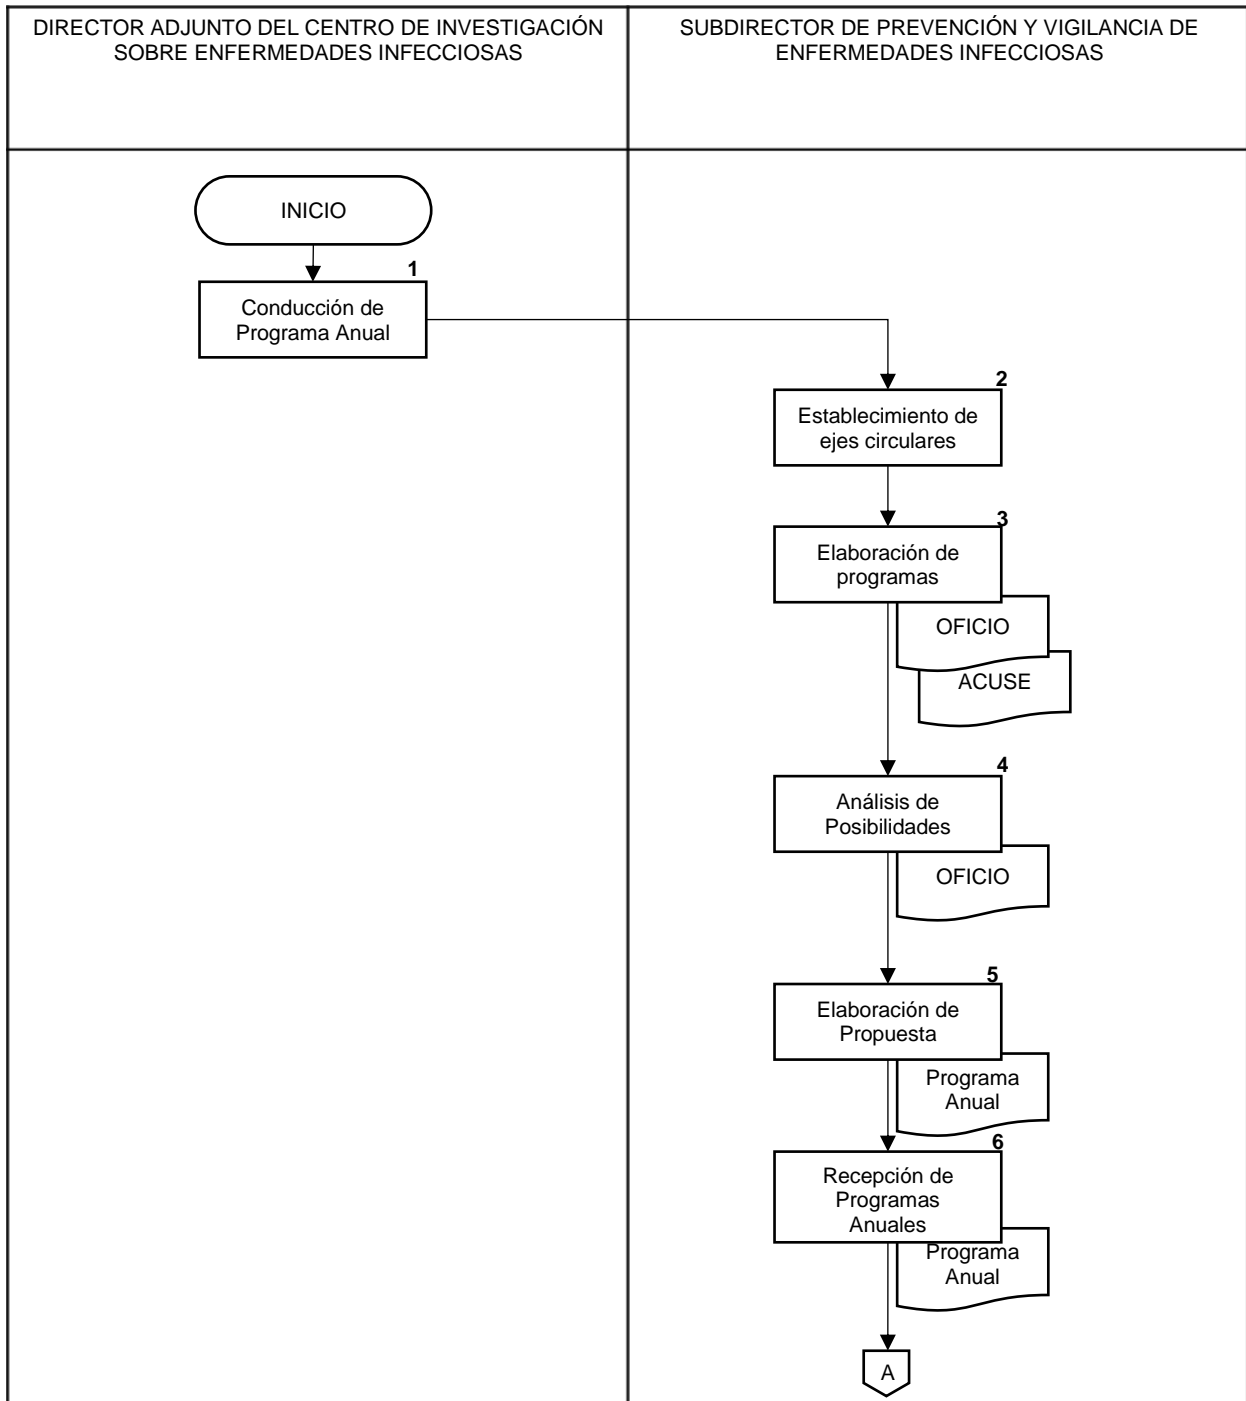 DIRECTOR ADJUNTO DEL CENTRO DE INVESTIGACIÓN
SOBRE ENFERMEDADES INFECCIOSAS
SUBDIRECTOR DE PREVENCIÓN Y VIGILANCIA DE
ENFERMEDADES INFECCIOSAS
INICIO
1
Conducción de
Programa Anual
2
Establecimiento de
ejes circulares
3
Elaboración de
programas
OFICIO
ACUSE
4
Análisis de
Posibilidades
OFICIO
5
Elaboración de
Propuesta
Programa
Anual
6
Recepción de
Programas
Anuales
Programa
Anual
A